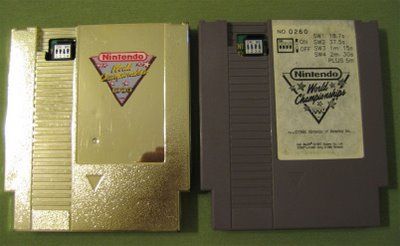 Nintendo
World
Championships
1990
NO 0260
SW1 18.7s
ON SW2 37.5s
OFF SW3 1m 15s
SW4 2m 30s
PLUS 5m
Nintendo
World
Championships